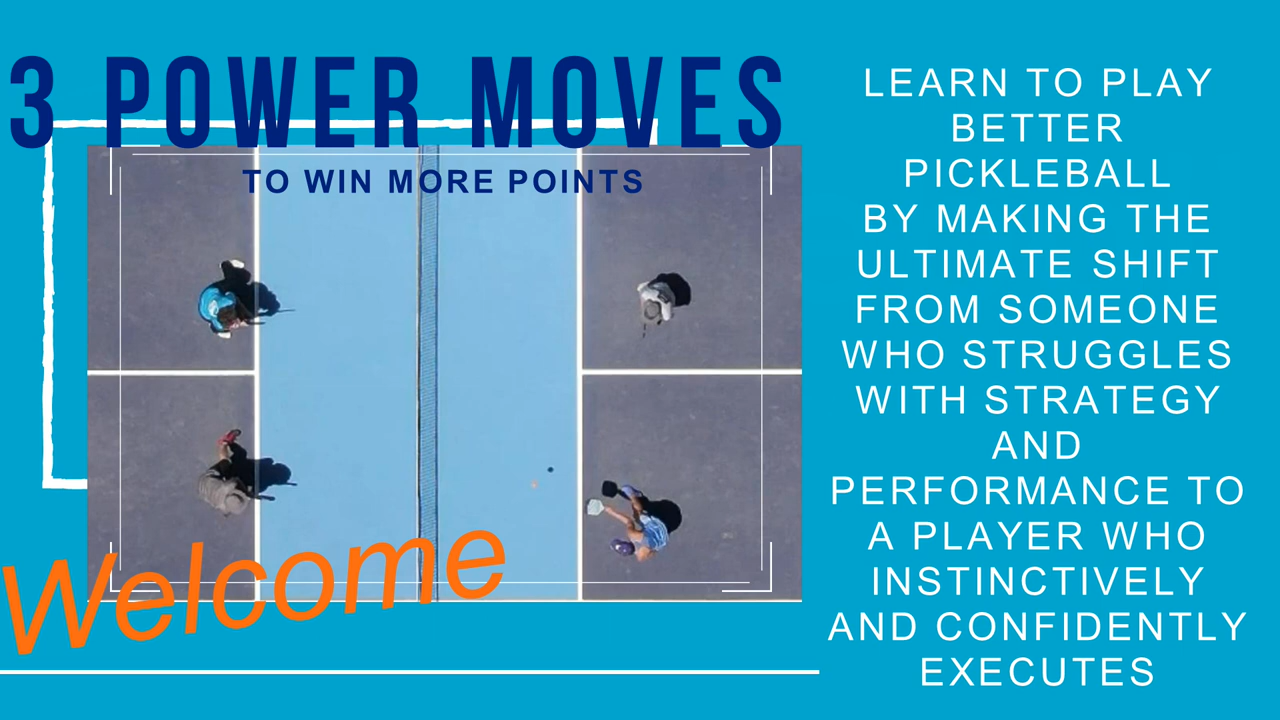 3 POWER MOVES
TO WIN MORE POINTS
Welcome
LEARN TO PLAY
BETTER
PICKLEBALL
BY MAKING THE
ULTIMATE SHIFT
FROM SOMEONE
WHO STRUGGLES
WITH STRATEGY
AND
PERFORMANCE TO
A PLAYER WHO
INSTINCTIVELY
AND CONFIDENTLY
EXECUTES